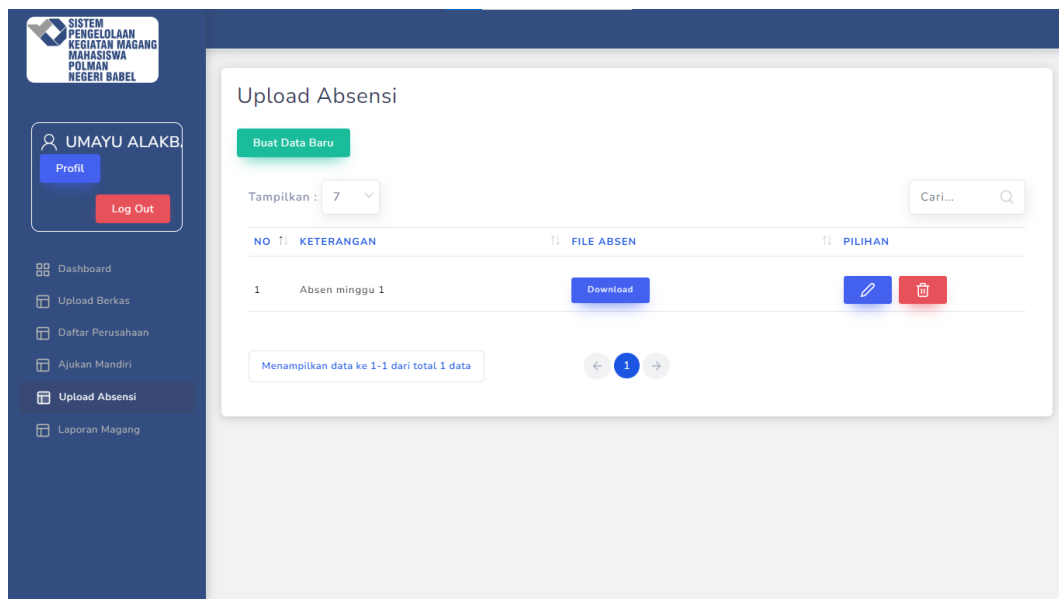 SISTEM
PENGELOLAAN
KEGIATAN MAGANG
MAHASISWA
POLMAN
NEGERI BABEL
UMAYU ALAKBA
Profil
Log Out
Dashboard
Upload Berkas
Daftar Perusahaan
Ajukan Mandiri
Upload Absensi
Laporan Magang
Upload Absensi
Buat Data Baru
Tampilkan : 7
Cari...
NO KETERANGAN FILE ABSEN PILIHAN
1 Absen minggu 1 Download
Menampilkan data ke 1-1 dari total 1 data
1